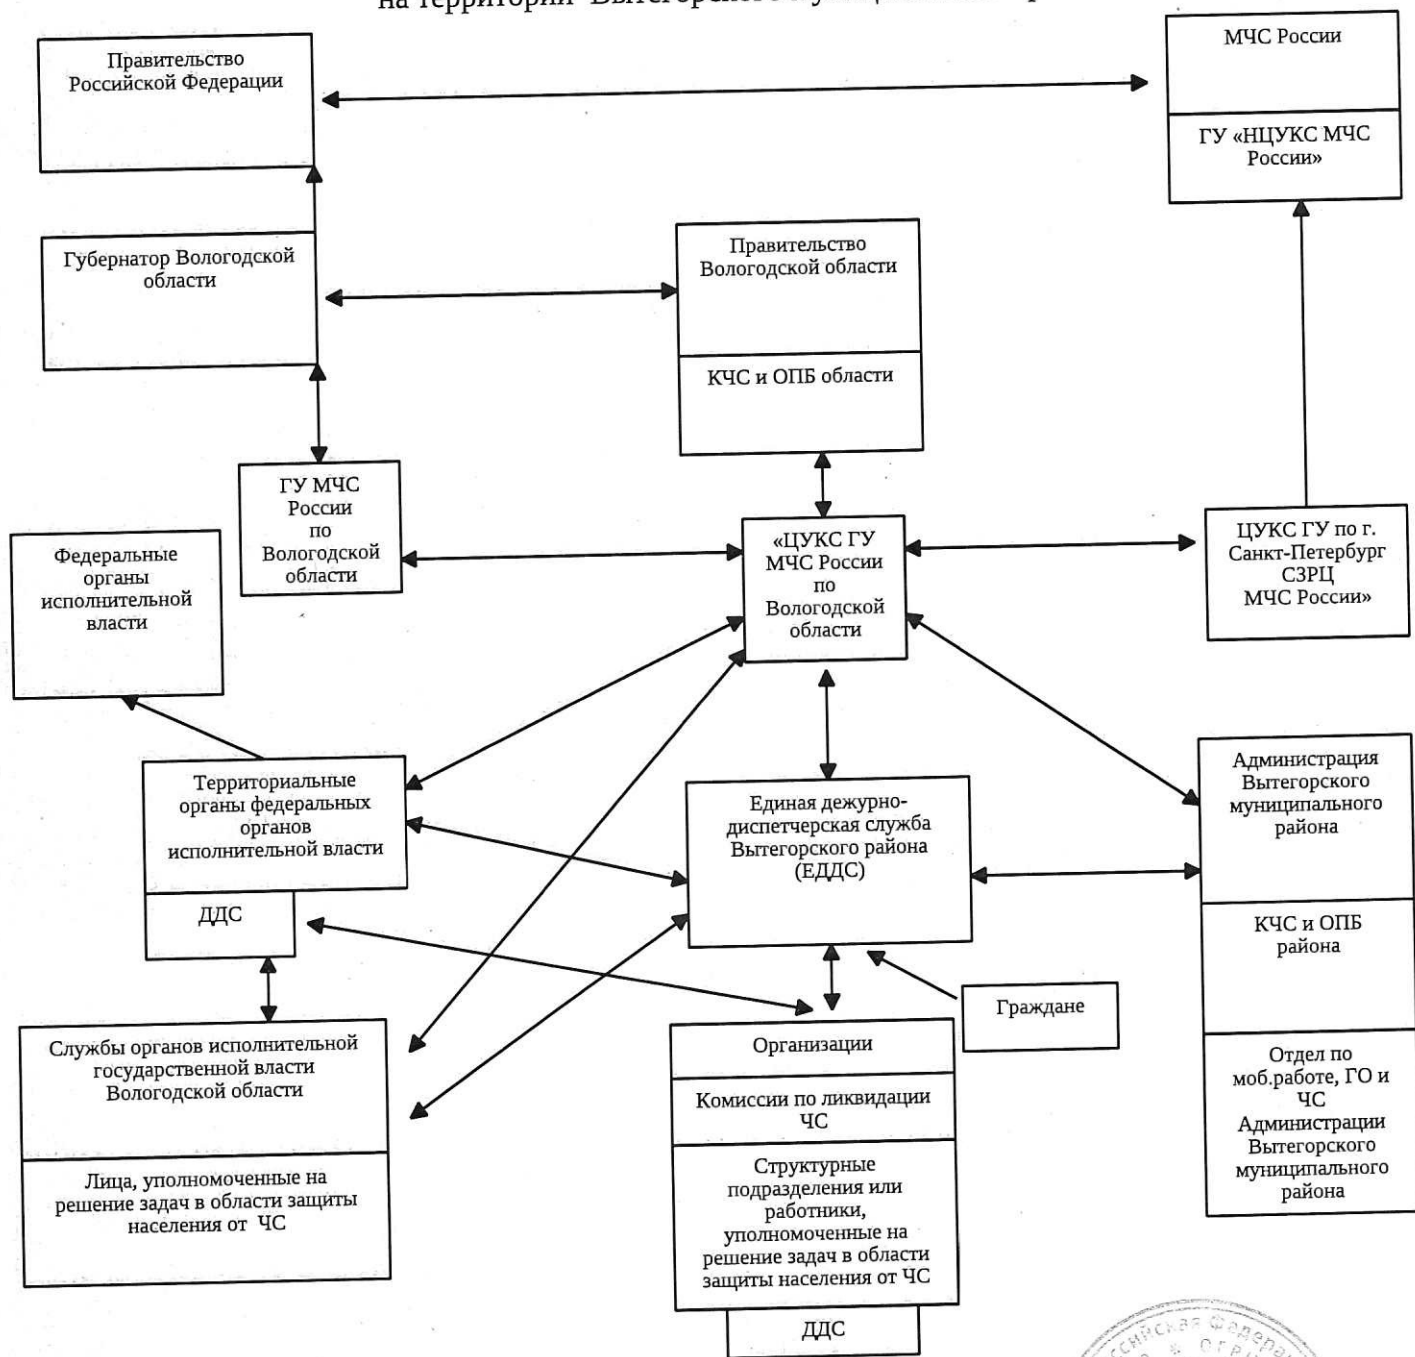 на территории Вытегорского
Правительство
Российской Федерации
МЧС России
ГУ «НЦУКС МЧС
России»
Губернатор Вологодской
области
Правительство
Вологодской области
КЧС и ОПБ области
ГУ МЧС
России
по
Вологодской
области
«ЦУКС ГУ
МЧС России
по
Вологодской
области
ЦУКС ГУ по г.
Санкт-Петербург
СЗРЦ
МЧС России»
Федеральные
органы
исполнительной
власти
Территориальные
органы федеральных
органов
исполнительной власти
ДДС
Единая дежурно-
диспетчерская служба
Вытегорского района
(ЕДДС)
Администрация
Вытегорского
муниципального
района
КЧС и ОПБ
района
Отдел по
моб.работе, ГО и
ЧС
Администрации
Вытегорского
муниципального
района
Граждане
Службы органов исполнительной
государственной власти
Вологодской области
Лица, уполномоченные на
решение задач в области защиты
населения от ЧС
Организации
Комиссии по ликвидации
ЧС
Структурные
подразделения или
работники,
уполномоченные на
решение задач в области
защиты населения от ЧС
ДДС